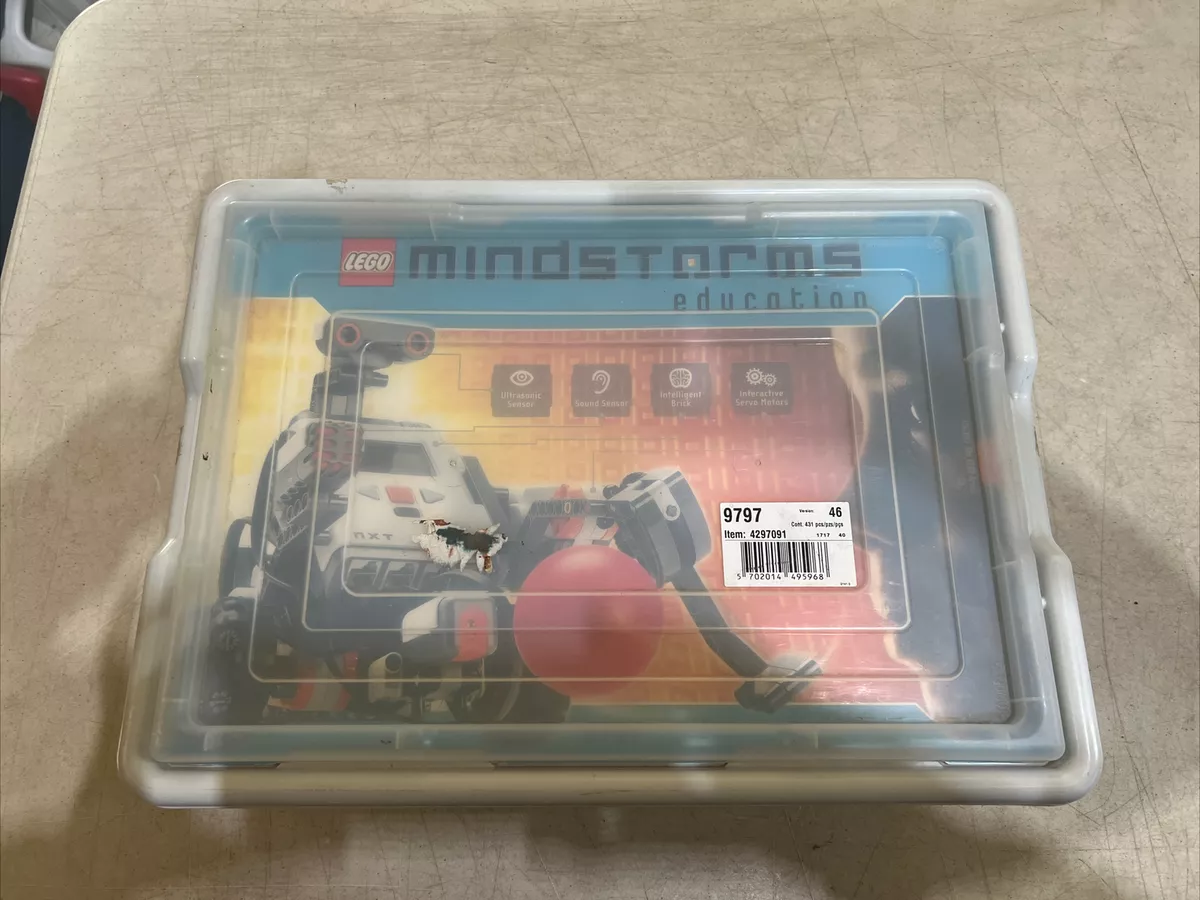 LEGO mindstorms
education
Ultrasonic
Sensor
Sound Sensor
Intelligent
Brick
Interactive
Servo Motors
NXT
9797 Version: 46
Cont. 431 pcs/pzs/pçs
Item: 4297091 1717 40
5 702014 495968